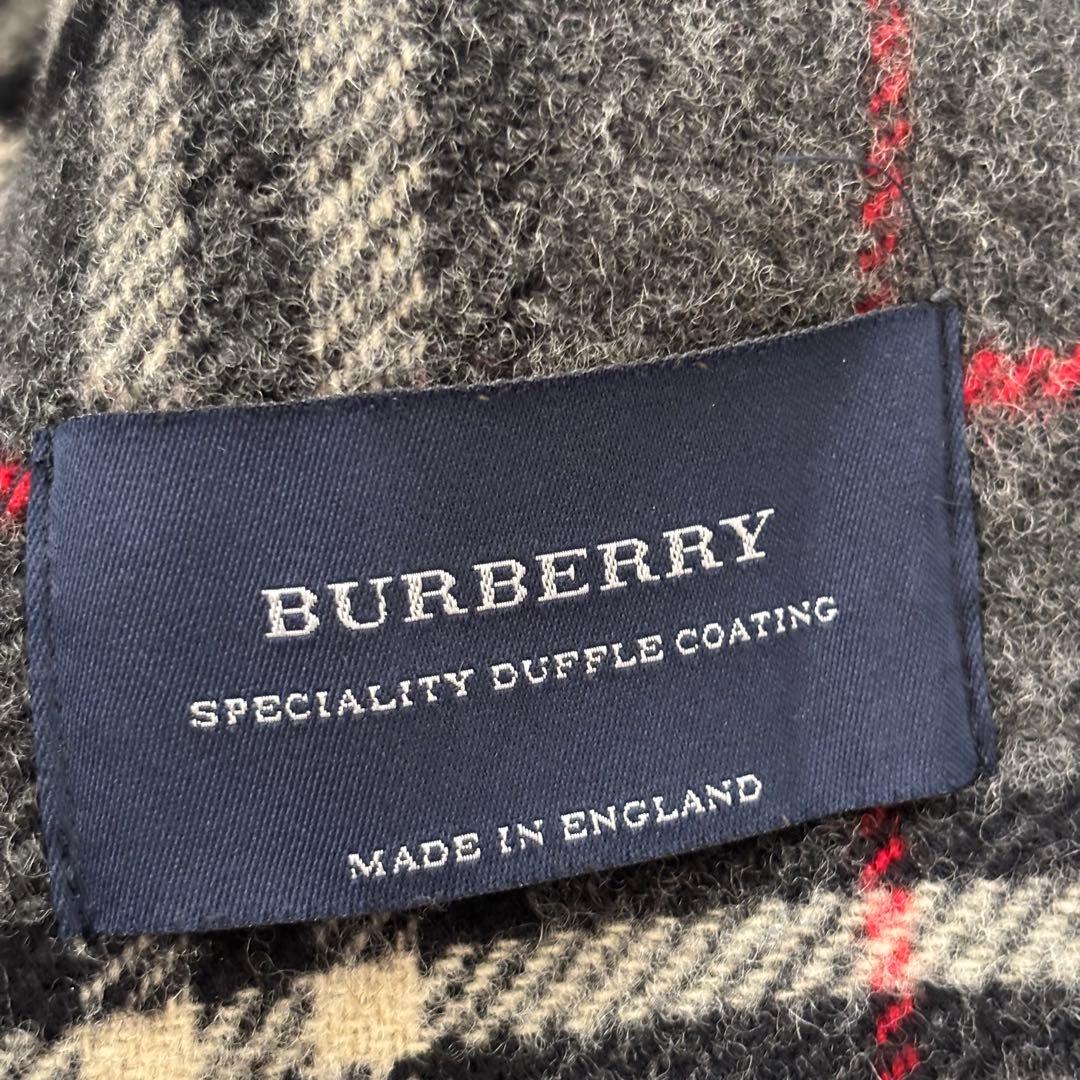 BURBERRY
SPECIALITY DUFFLE COATING
MADE IN ENGLAND